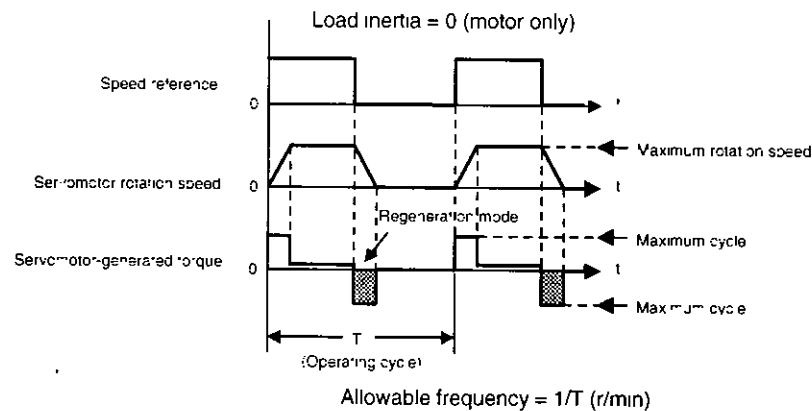 Load inertia = 0 (motor only)
Speed reference
0
t
Maximum rotation speed
Servomotor rotation speed
0
t
Regeneration mode
Maximum cycle
Servomotor-generated torque
0
t
Maximum cycle
T
(Operating cycle)
Allowable frequency = 1/T (r/min)